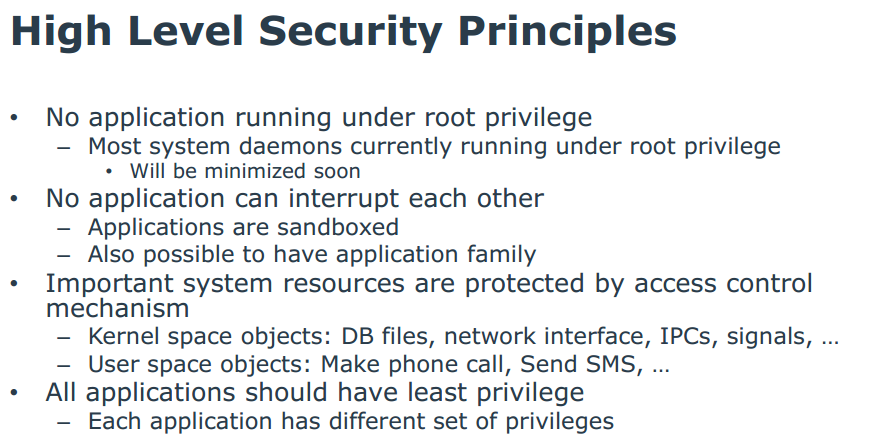 High Level Security Principles
• No application running under root privilege
– Most system daemons currently running under root privilege
• Will be minimized soon
• No application can interrupt each other
– Applications are sandboxed
– Also possible to have application family
• Important system resources are protected by access control
mechanism
– Kernel space objects: DB files, network interface, IPCs, signals, …
– User space objects: Make phone call, Send SMS, …
• All applications should have least privilege
– Each application has different set of privileges